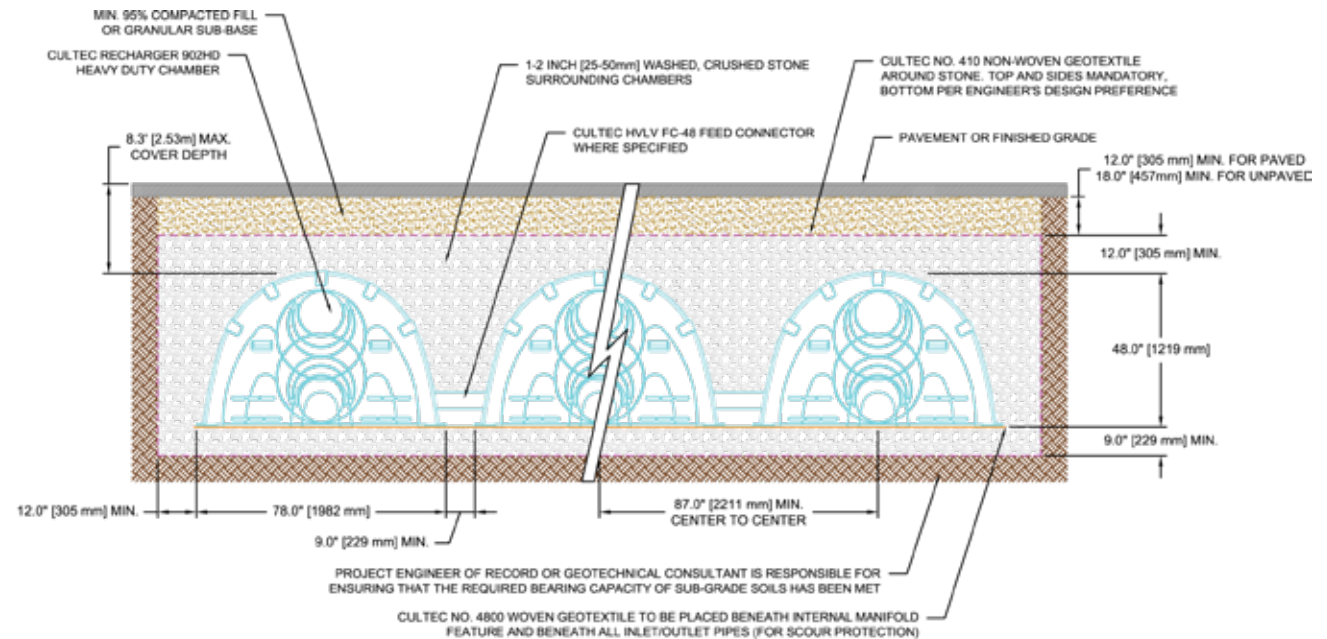 MIN. 95% COMPACTED FILL
OR GRANULAR SUB-BASE
CULTEC RECHARGER 902HD
HEAVY DUTY CHAMBER
1-2 INCH [25-50mm] WASHED, CRUSHED STONE
SURROUNDING CHAMBERS
CULTEC NO. 410 NON-WOVEN GEOTEXTILE
AROUND STONE. TOP AND SIDES MANDATORY,
BOTTOM PER ENGINEER'S DESIGN PREFERENCE
8.3' [2.53m] MAX.
COVER DEPTH
CULTEC HVLV FC-48 FEED CONNECTOR
WHERE SPECIFIED
PAVEMENT OR FINISHED GRADE
12.0" [305 mm] MIN. FOR PAVED
18.0" [457mm] MIN. FOR UNPAVED
12.0" [305 mm] MIN.
48.0" [1219 mm]
9.0" [229 mm] MIN.
12.0" [305 mm] MIN.
78.0" [1982 mm]
9.0" [229 mm] MIN.
87.0" [2211 mm] MIN.
CENTER TO CENTER
PROJECT ENGINEER OF RECORD OR GEOTECHNICAL CONSULTANT IS RESPONSIBLE FOR
ENSURING THAT THE REQUIRED BEARING CAPACITY OF SUB-GRADE SOILS HAS BEEN MET
CULTEC NO. 4800 WOVEN GEOTEXTILE TO BE PLACED BENEATH INTERNAL MANIFOLD
FEATURE AND BENEATH ALL INLET/OUTLET PIPES (FOR SCOUR PROTECTION)